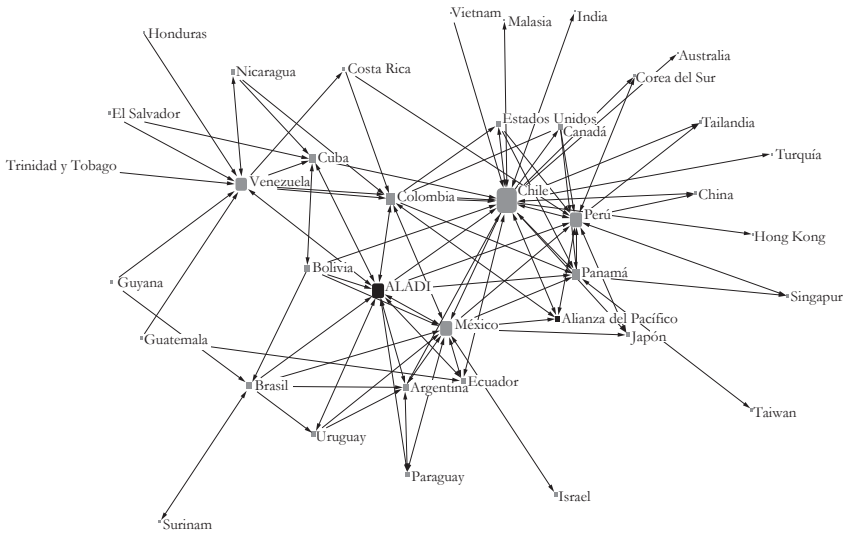 Vietnam
Malasia
India
Honduras
Nicaragua
Costa Rica
Australia
Corea del Sur
El Salvador
Estados Unidos
Canadá
Tailandia
Cuba
Turquía
Trinidad y Tobago
Venezuela
Colombia
Chile
China
Perú
Hong Kong
Bolivia
Panamá
Guyana
ALADI
Singapur
México
Alianza del Pacífico
Guatemala
Japón
Brasil
Argentina
Ecuador
Taiwan
Uruguay
Paraguay
Israel
Surinam